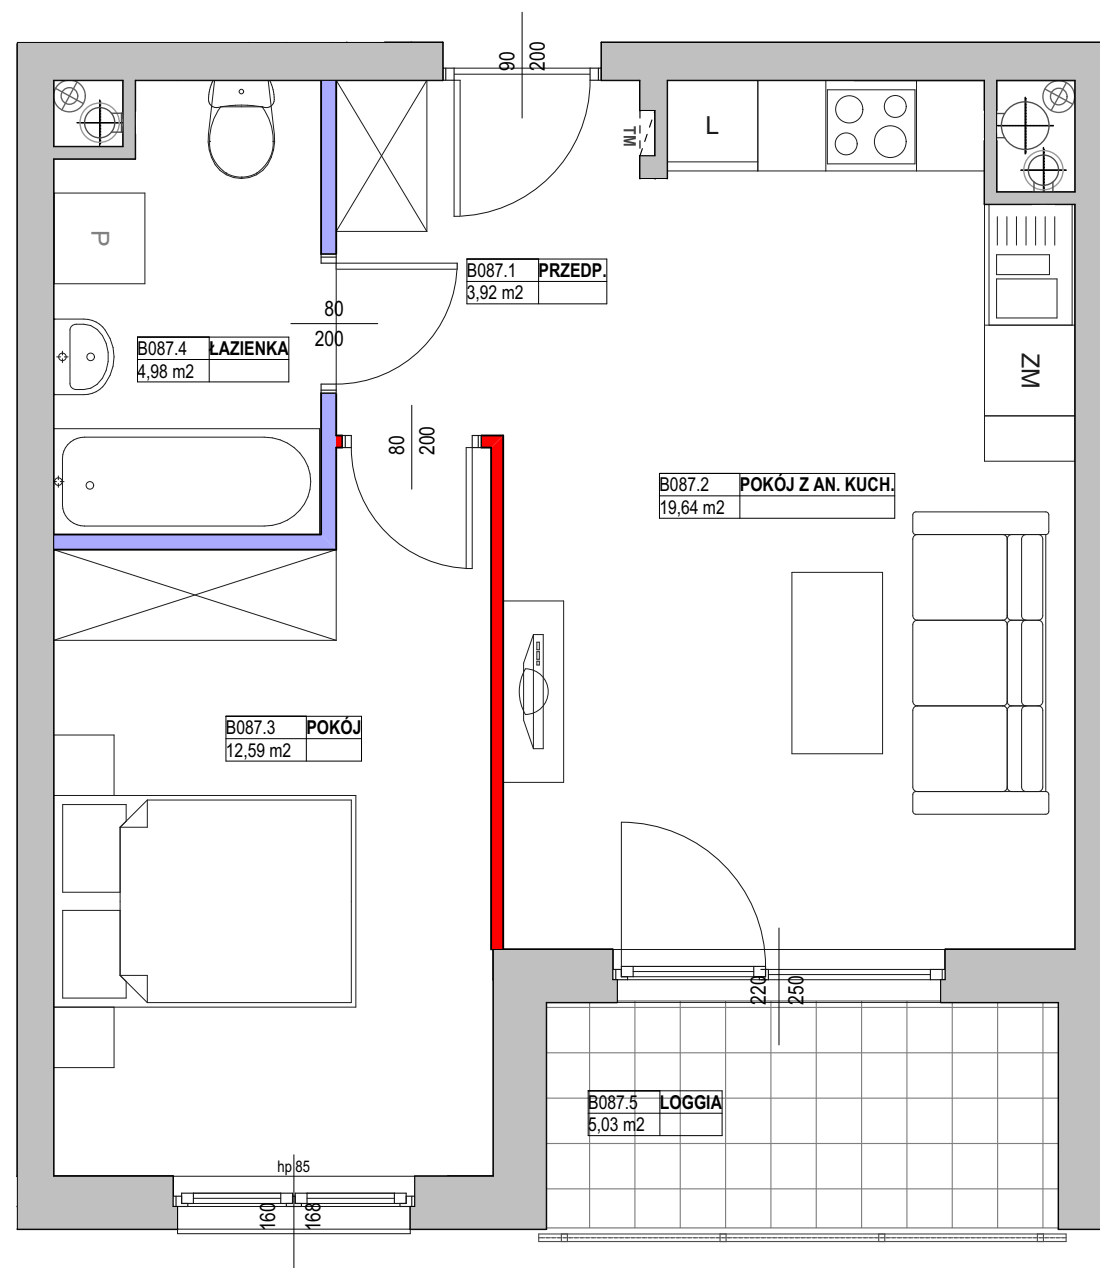 90
200
TM
L
P
B087.1 PRZEDP.
3,92 m2
80
200
B087.4 ŁAZIENKA
4,98 m2
ZM
80
200
B087.2 POKÓJ Z AN. KUCH.
19,64 m2
B087.3 POKÓJ
12,59 m2
220
250
B087.5 LOGGIA
5,03 m2
hp 85
160
168